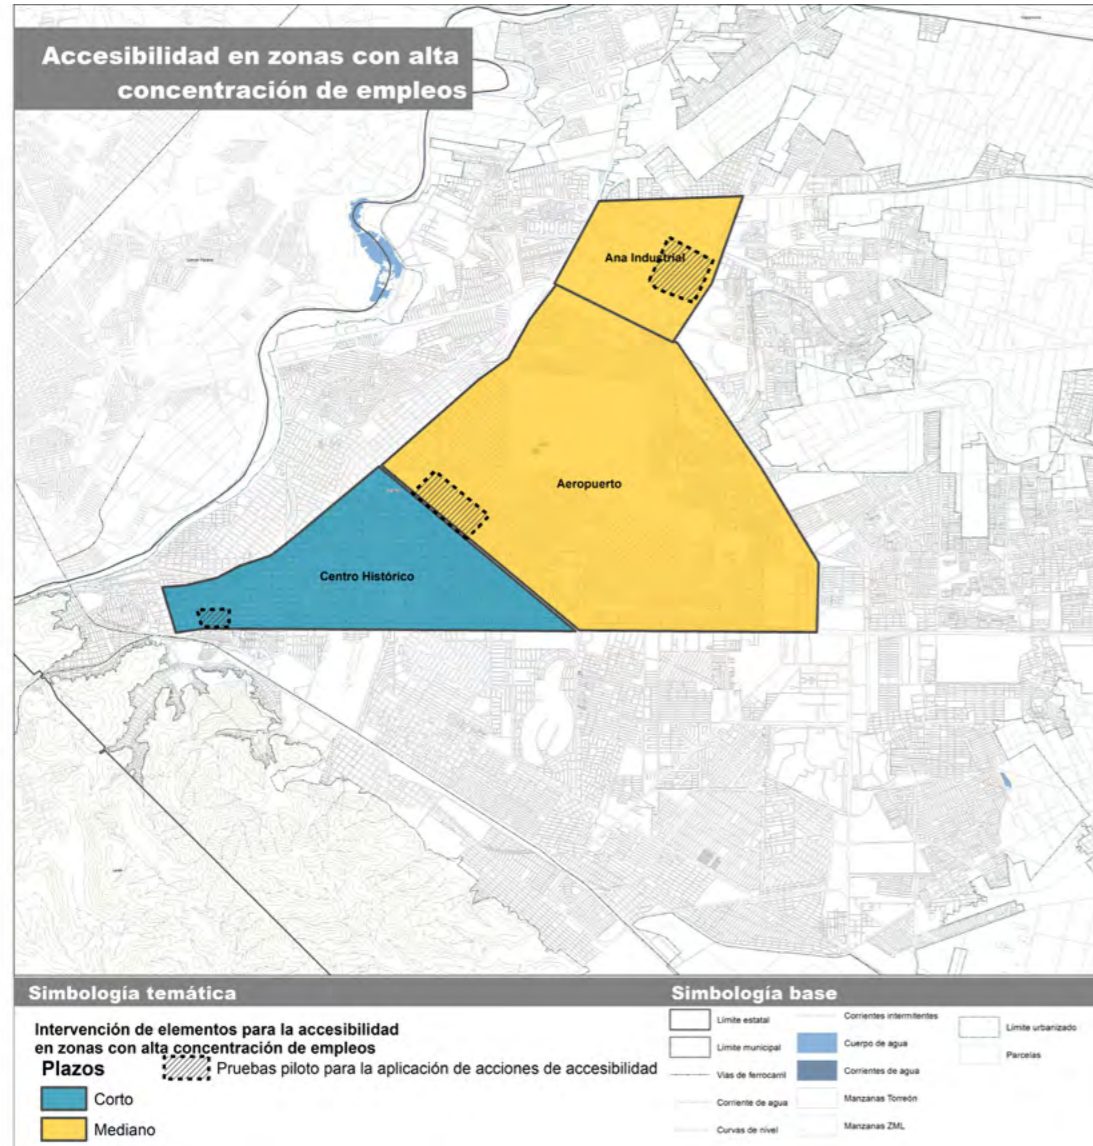 Accesibilidad en zonas con alta
concentración de empleos
Ana Industrial
Aeropuerto
Centro Histórico
Simbología temática
Intervención de elementos para la accesibilidad
en zonas con alta concentración de empleos
Plazos
Pruebas piloto para la aplicación de acciones de accesibilidad
Corto
Mediano
Simbología base
Límite estatal
Límite municipal
Vías de ferrocarril
Corriente de agua
Curvas de nivel
Corrientes intermitentes
Cuerpo de agua
Corrientes de agua
Manzanas Torreón
Manzanas ZML
Límite urbanizado
Parcelas